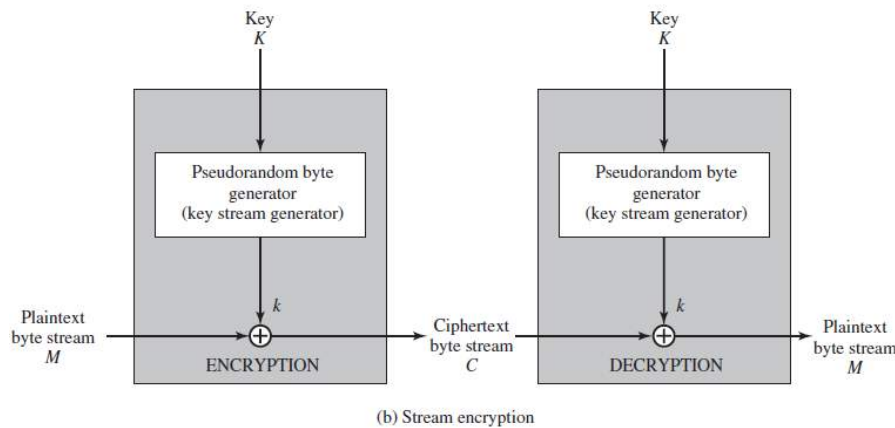 Key
K
Pseudorandom byte
generator
(key stream generator)
k
Plaintext
byte stream
M
ENCRYPTION
Ciphertext
byte stream
C
Key
K
Pseudorandom byte
generator
(key stream generator)
k
DECRYPTION
Plaintext
byte stream
M
(b) Stream encryption